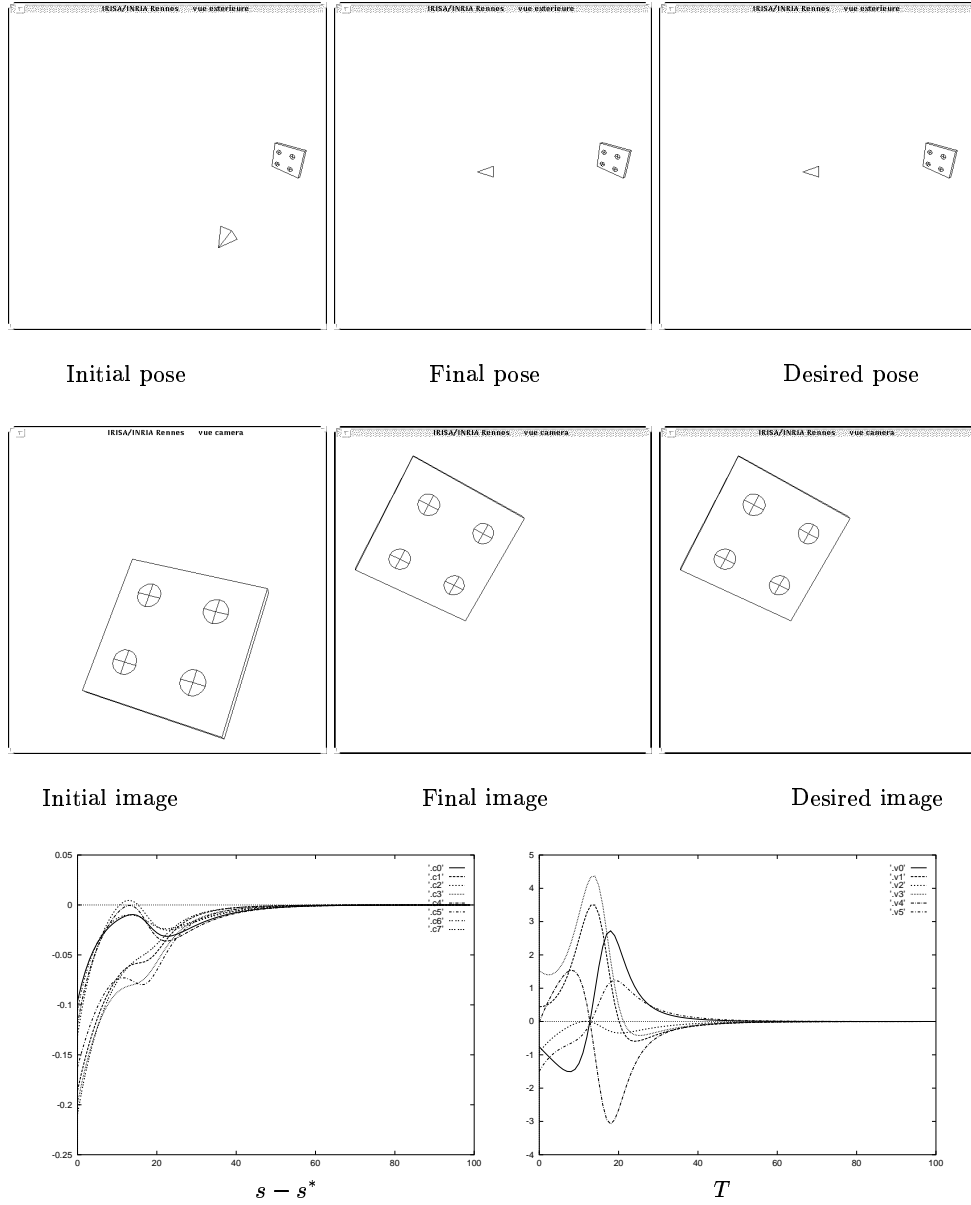 IRISA/INRIA Rennes vue exterieure
IRISA/INRIA Rennes vue exterieure
IRISA/INRIA Rennes vue exterieure
Initial pose
Final pose
Desired pose
IRISA/INRIA Rennes vue camera
IRISA/INRIA Rennes vue camera
IRISA/INRIA Rennes vue camera
Initial image
Final image
Desired image
0.05
0
-0.05
-0.1
-0.15
-0.2
-0.25
0 20 40 60 80 100
'.c0'
'.c1'
'.c2'
'.c3'
'.c4'
'.c5'
'.c6'
'.c7'
s − s*
5
4
3
2
1
0
-1
-2
-3
-4
0 20 40 60 80 100
'.v0'
'.v1'
'.v2'
'.v3'
'.v4'
'.v5'
T